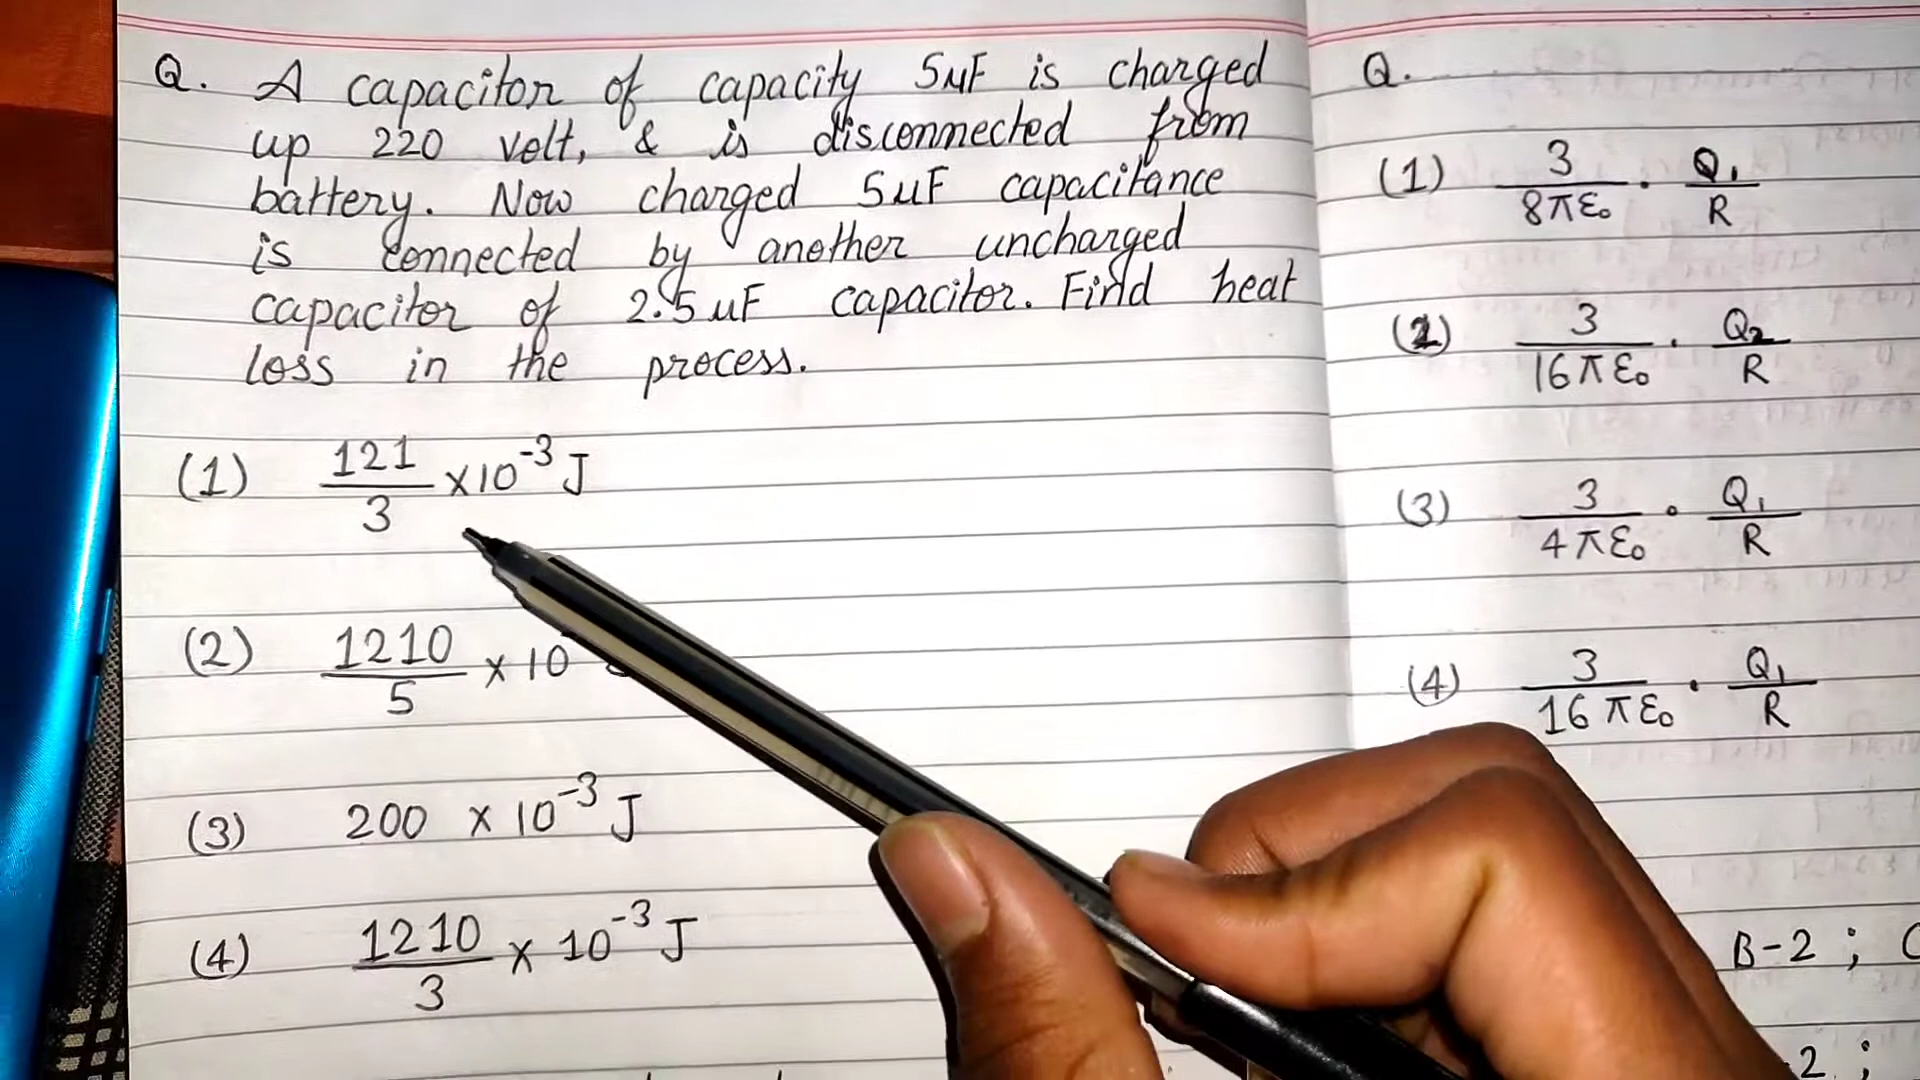 Q. A capacitor of capacity 5μF is charged
up 220 volt, & is disconnected from
battery. Now charged 5μF capacitance
is connected by another uncharged
capacitor of 2.5 μF capacitor. Find heat
loss in the process.
(1) 121/3 ×10⁻³ J
(2) 1210/5 × 10
(3) 200 × 10⁻³ J
(4) 1210/3 × 10⁻³ J
Q.
(1) 3/8πε₀ · Q₁/R
(2) 3/16πε₀ · Q₂/R
(3) 3/4πε₀ · Q₁/R
(4) 3/16πε₀ · Q₁/R
B-2 ; C
-2 ;